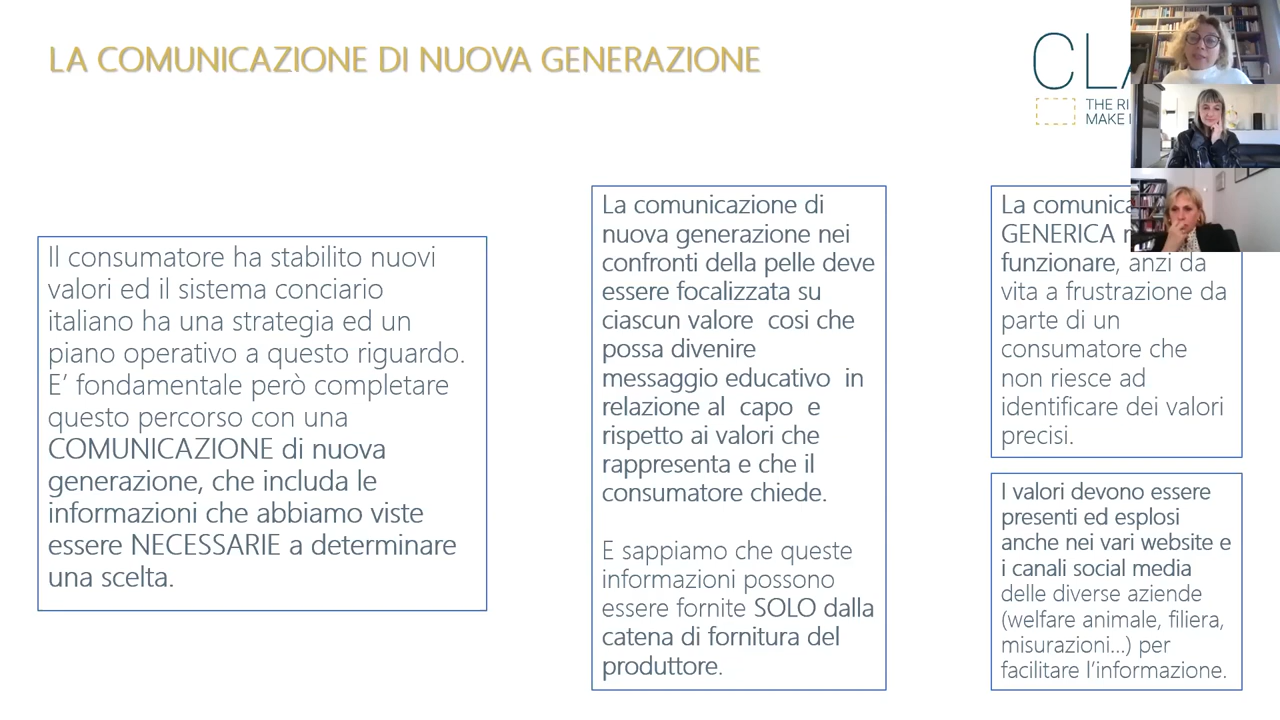 LA COMUNICAZIONE DI NUOVA GENERAZIONE
THE
MAKE
Il consumatore ha stabilito nuovi
valori ed il sistema conciario
italiano ha una strategia ed un
piano operativo a questo riguardo.
E’ fondamentale però completare
questo percorso con una
COMUNICAZIONE di nuova
generazione, che includa le
informazioni che abbiamo viste
essere NECESSARIE a determinare
una scelta.
La comunicazione di
nuova generazione nei
confronti della pelle deve
essere focalizzata su
ciascun valore cosi che
possa divenire
messaggio educativo in
relazione al capo e
rispetto ai valori che
rappresenta e che il
consumatore chiede.
E sappiamo che queste
informazioni possono
essere fornite SOLO dalla
catena di fornitura del
produttore.
La
GENERICA
funzionare, anzi da
vita a frustrazione da
parte di un
consumatore che
non riesce ad
identificare dei valori
precisi.
I valori devono essere
presenti ed esplosi
anche nei vari website e
i canali social media
delle diverse aziende
(welfare animale, filiera,
misurazioni...) per
facilitare l’informazione.